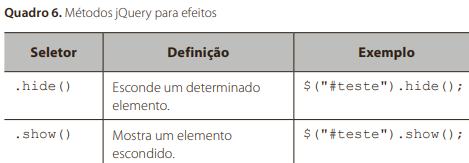 Quadro 6. Métodos jQuery para efeitos
Seletor Definição Exemplo
.hide() Esconde um determinado $("#teste").hide();
elemento.
.show() Mostra um elemento $("#teste").show();
escondido.